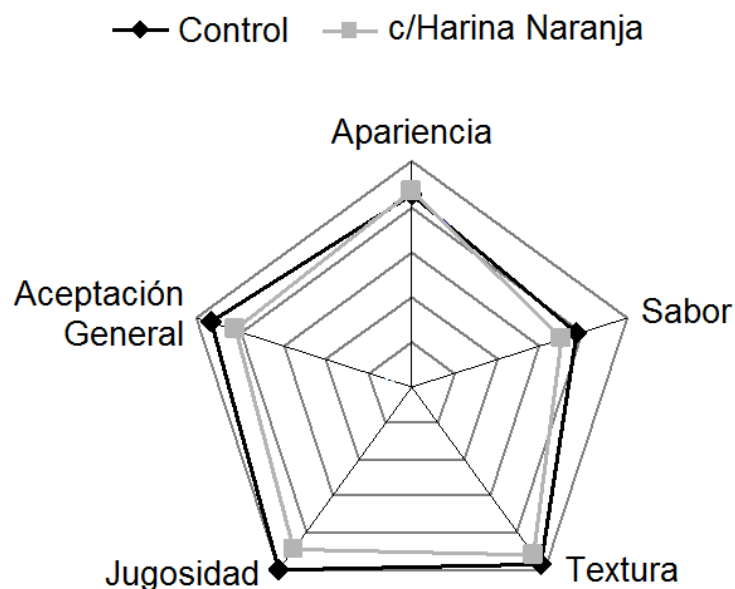 Control c/Harina Naranja
Apariencia
Sabor
Aceptación
General
Jugosidad
Textura